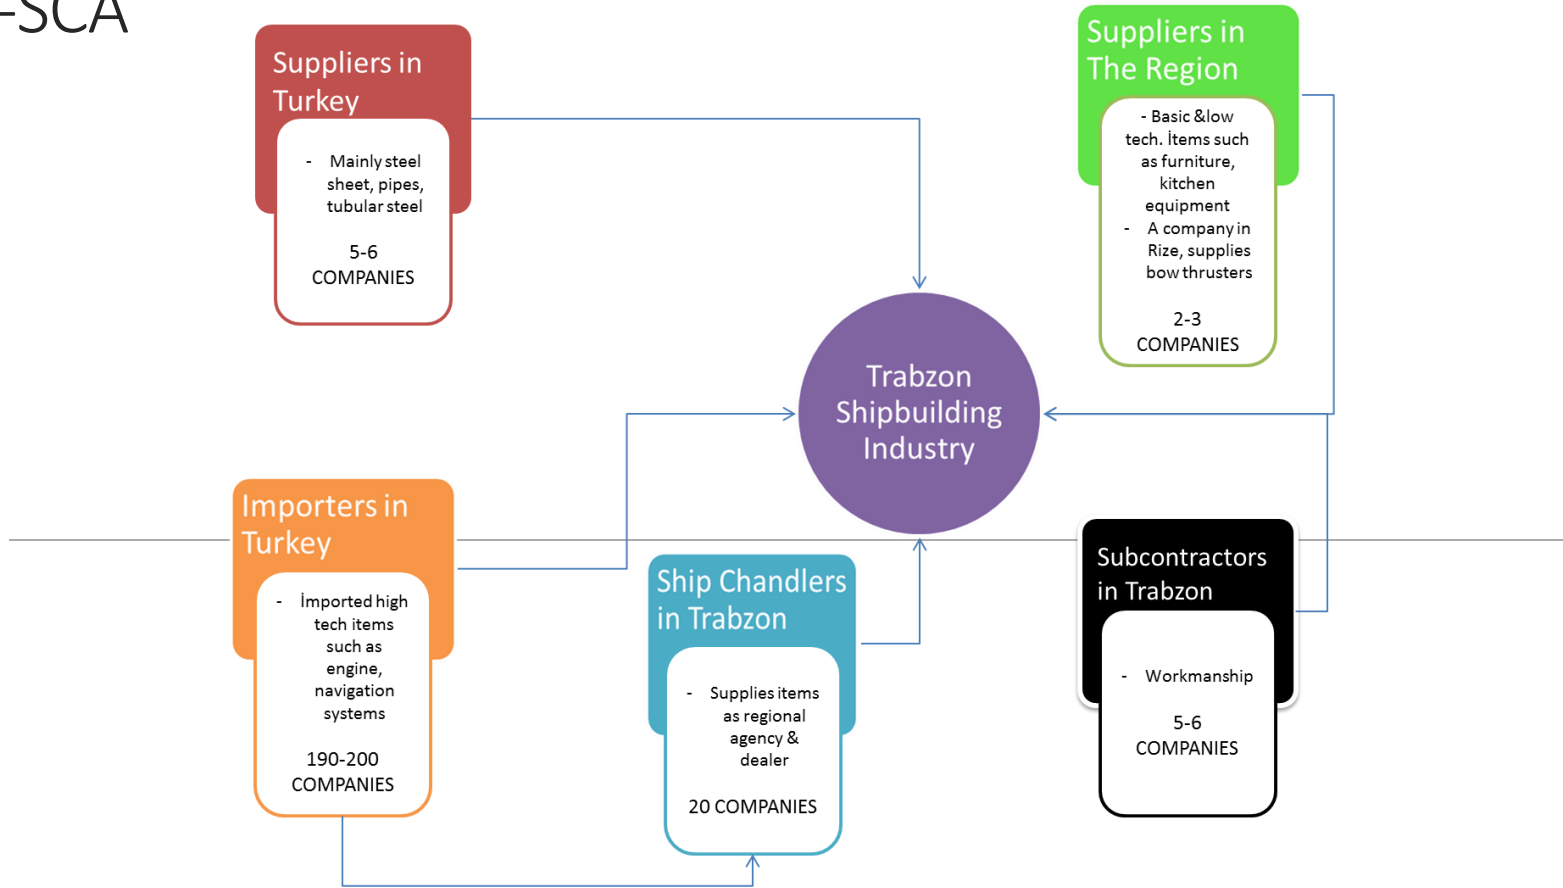 -SCA
Suppliers in
Turkey
- Mainly steel
sheet, pipes,
tubular steel
5-6
COMPANIES
Suppliers in
The Region
- Basic &low
tech. İtems such
as furniture,
kitchen
equipment
- A company in
Rize, supplies
bow thrusters
2-3
COMPANIES
Trabzon
Shipbuilding
Industry
Importers in
Turkey
- İmported high
tech items
such as
engine,
navigation
systems
190-200
COMPANIES
Ship Chandlers
in Trabzon
- Supplies items
as regional
agency &
dealer
20 COMPANIES
Subcontractors
in Trabzon
- Workmanship
5-6
COMPANIES